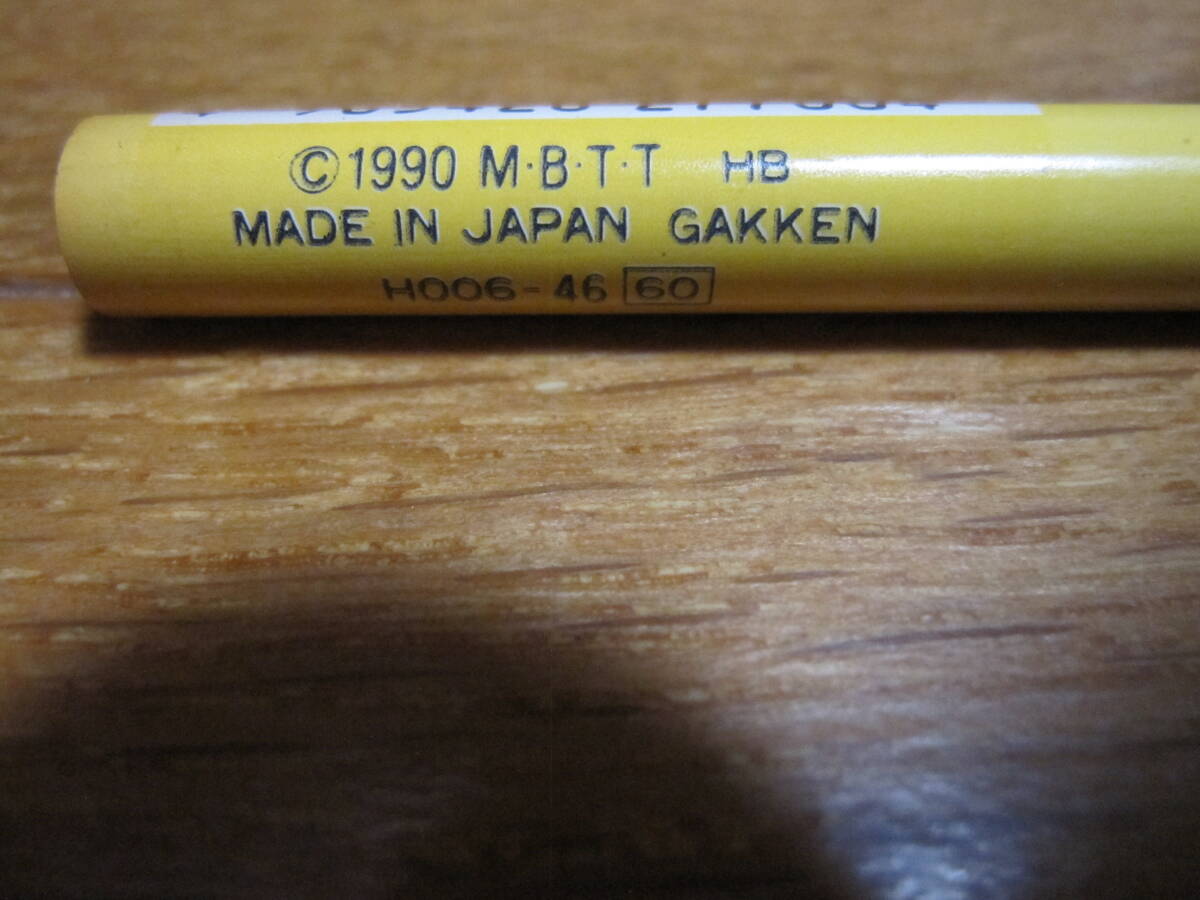 ©1990 M·B·T·T HB
MADE IN JAPAN GAKKEN
H006-46 60